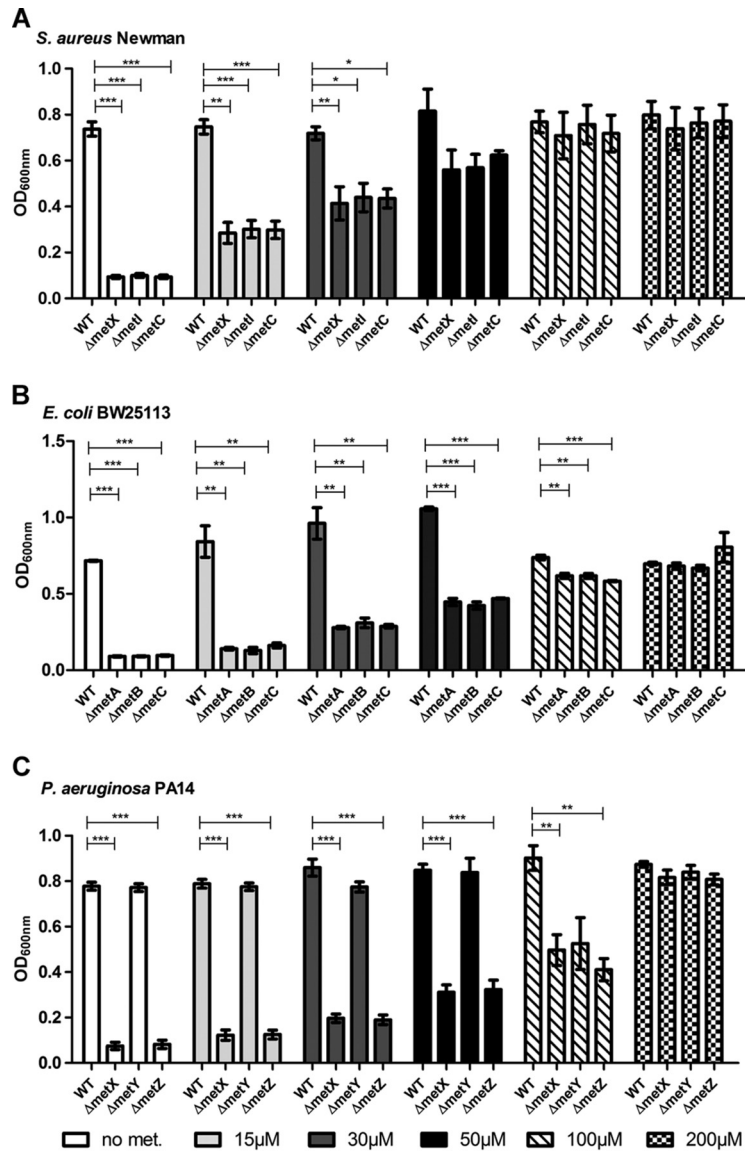 A
S. aureus Newman
*** *** ***
*** *** **
* * **
OD600nm
1.0
0.8
0.6
0.4
0.2
0.0
WT ΔmetX ΔmetI ΔmetC WT ΔmetX ΔmetI ΔmetC WT ΔmetX ΔmetI ΔmetC WT ΔmetX ΔmetI ΔmetC WT ΔmetX ΔmetI ΔmetC WT ΔmetX ΔmetI ΔmetC
B
E. coli BW25113
*** *** ***
** ** **
** ** **
*** *** ***
*** ** **
OD600nm
1.5
1.0
0.5
0.0
WT ΔmetA ΔmetB ΔmetC WT ΔmetA ΔmetB ΔmetC WT ΔmetA ΔmetB ΔmetC WT ΔmetA ΔmetB ΔmetC WT ΔmetA ΔmetB ΔmetC WT ΔmetA ΔmetB ΔmetC
C
P. aeruginosa PA14
*** ***
*** ***
*** ***
*** ***
** **
OD600nm
1.0
0.8
0.6
0.4
0.2
0.0
WT ΔmetX ΔmetY ΔmetZ WT ΔmetX ΔmetY ΔmetZ WT ΔmetX ΔmetY ΔmetZ WT ΔmetX ΔmetY ΔmetZ WT ΔmetX ΔmetY ΔmetZ WT ΔmetX ΔmetY ΔmetZ
no met. 15µM 30µM 50µM 100µM 200µM